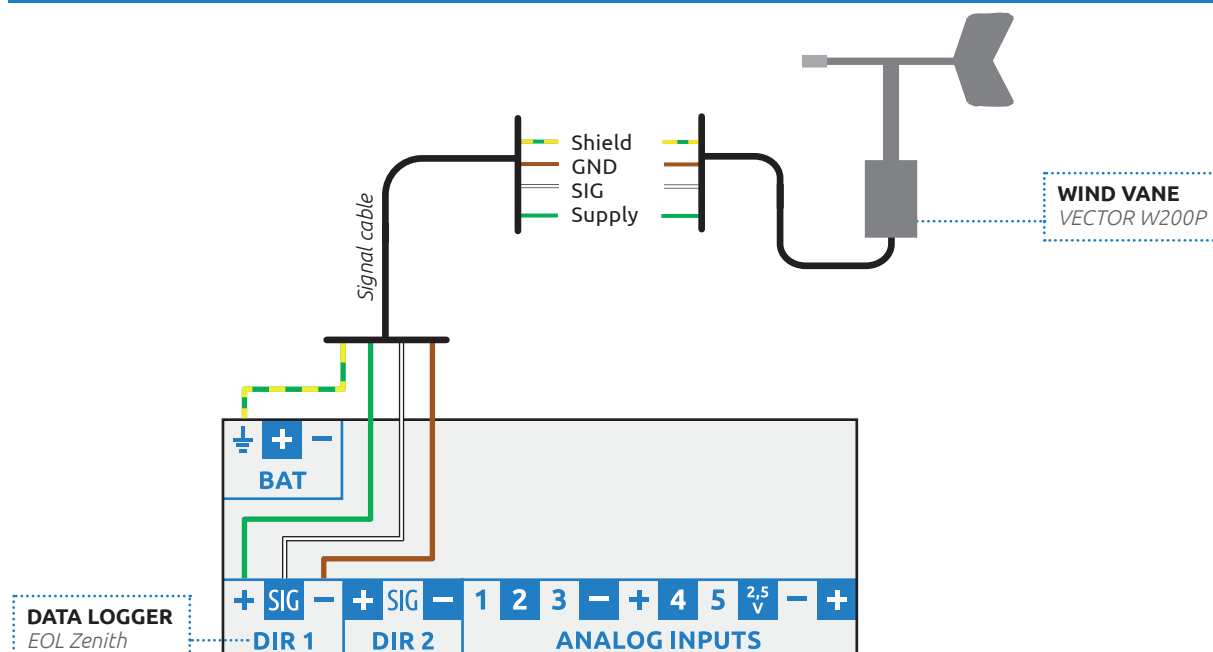 Shield
GND
SIG
Supply
WIND VANE
VECTOR W200P
Signal cable
+ −
BAT
+ SIG − + SIG − 1 2 3 − + 4 5 2,5 V − +
DIR 1 DIR 2 ANALOG INPUTS
DATA LOGGER
EOL Zenith